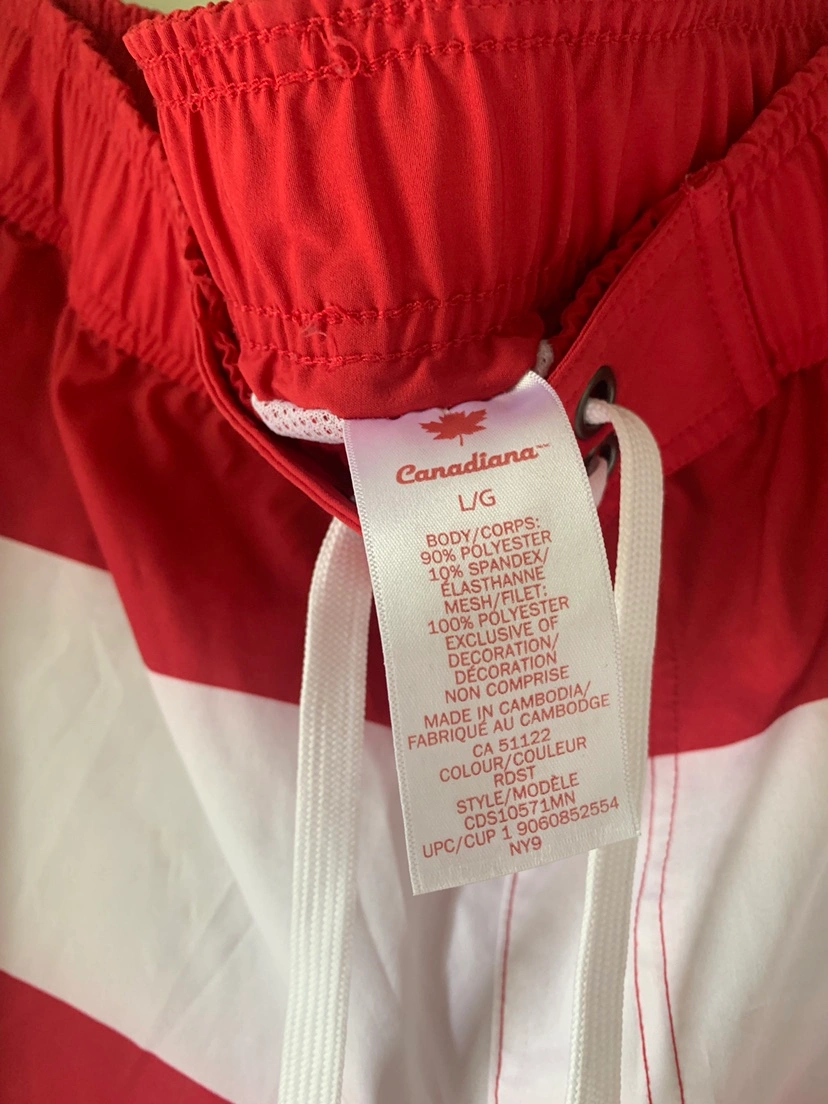 Canadiana™
L/G
BODY/CORPS:
90% POLYESTER
10% SPANDEX/
ÉLASTHANNE
MESH/FILET:
100% POLYESTER
EXCLUSIVE OF
DECORATION/
DÉCORATION
NON COMPRISE
MADE IN CAMBODIA/
FABRIQUÉ AU CAMBODGE
CA 51122
COLOUR/COULEUR
RDST
STYLE/MODÈLE
CDS10571MN
UPC/CUP 1 9060852554
NY9